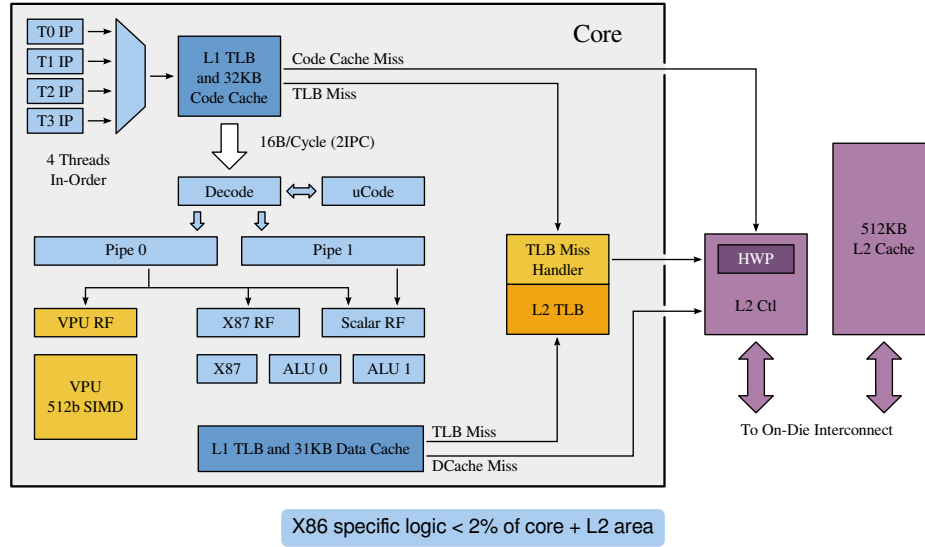 Core
T0 IP
T1 IP
T2 IP
T3 IP
4 Threads
In-Order
L1 TLB
and 32KB
Code Cache
Code Cache Miss
TLB Miss
16B/Cycle (2IPC)
Decode
uCode
Pipe 0
Pipe 1
VPU RF
X87 RF
Scalar RF
VPU
512b SIMD
X87
ALU 0
ALU 1
L1 TLB and 31KB Data Cache
TLB Miss
DCache Miss
TLB Miss
Handler
L2 TLB
HWP
L2 Ctl
512KB
L2 Cache
To On-Die Interconnect
X86 specific logic < 2% of core + L2 area